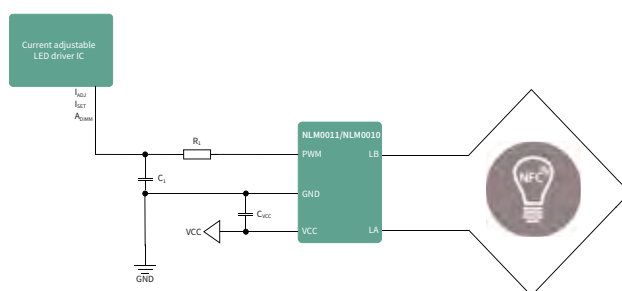 Current adjustable
LED driver IC
IADJ
ISET
ADIMM
R1
NLM0011/NLM0010
PWM
LB
C1
GND
CVCC
VCC
VCC
LA
GND
NFC